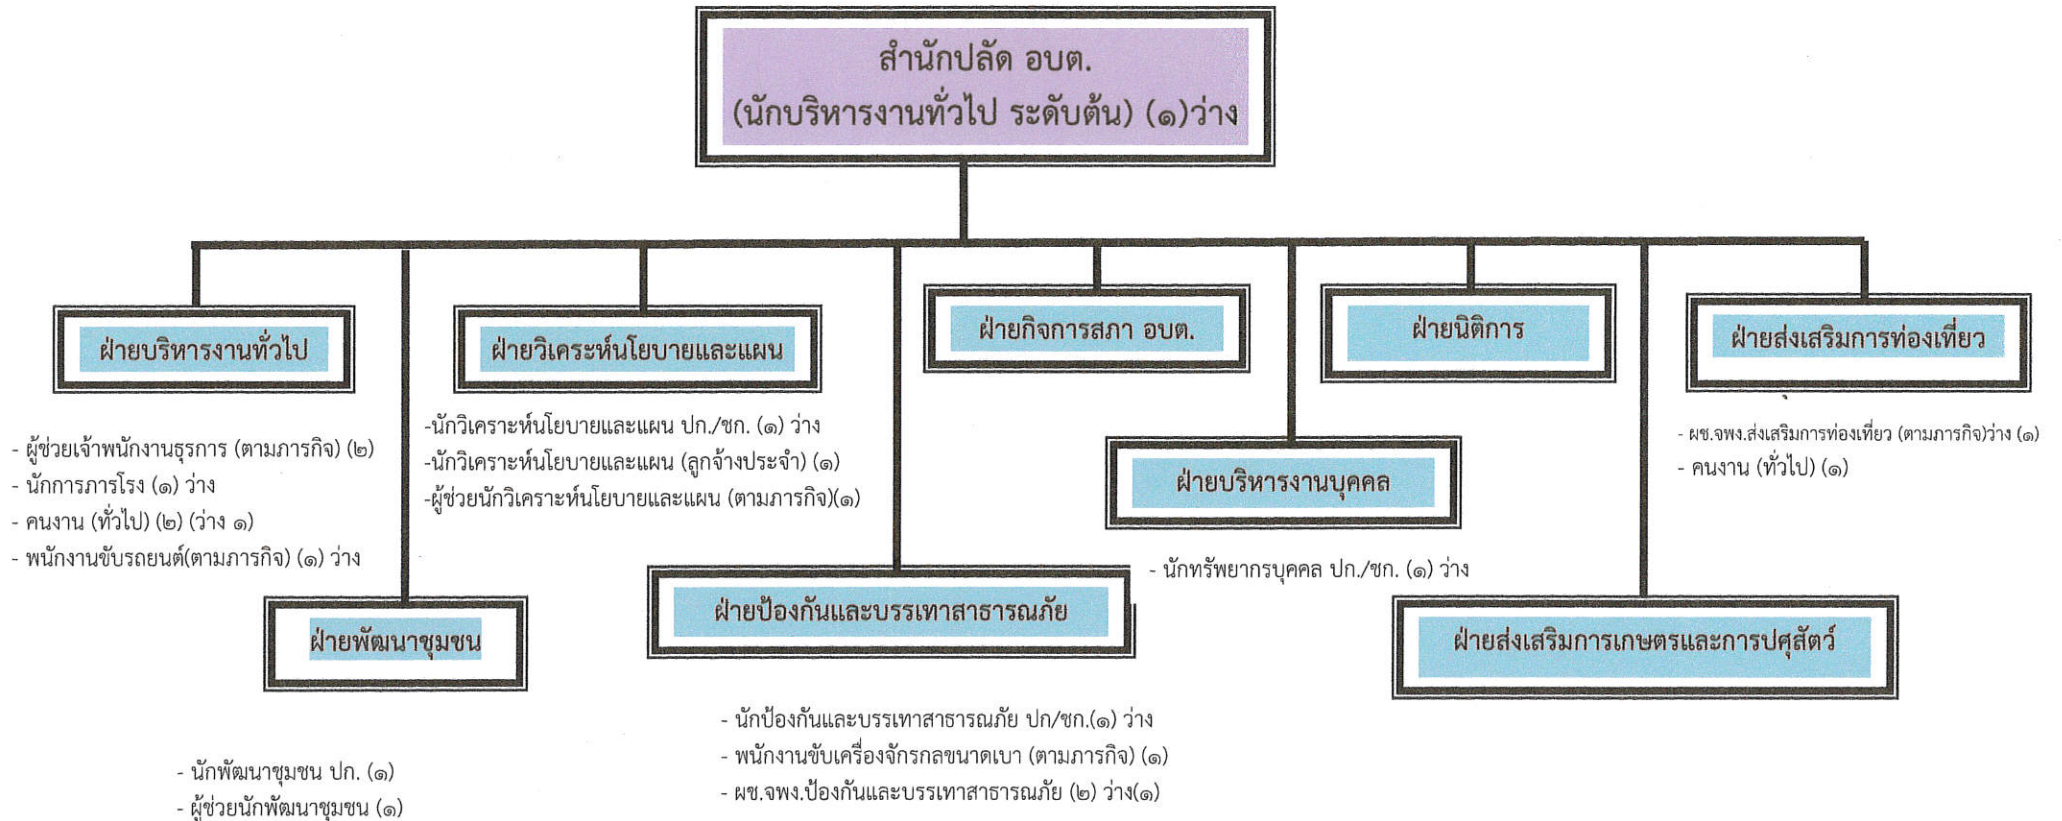 สำนักปลัด อบต.
(นักบริหารงานทั่วไป ระดับต้น) (๑)ว่าง
ฝ่ายบริหารงานทั่วไป
- ผู้ช่วยเจ้าพนักงานธุรการ (ตามภารกิจ) (๒)
- นักการภารโรง (๑) ว่าง
- คนงาน (ทั่วไป) (๒) (ว่าง ๑)
- พนักงานขับรถยนต์(ตามภารกิจ) (๑) ว่าง
ฝ่ายพัฒนาชุมชน
- นักพัฒนาชุมชน ปก. (๑)
- ผู้ช่วยนักพัฒนาชุมชน (๑)
ฝ่ายวิเคระห์นโยบายและแผน
-นักวิเคราะห์นโยบายและแผน ปก./ชก. (๑) ว่าง
-นักวิเคราะห์นโยบายและแผน (ลูกจ้างประจำ) (๑)
-ผู้ช่วยนักวิเคราะห์นโยบายและแผน (ตามภารกิจ)(๑)
ฝ่ายป้องกันและบรรเทาสาธารณภัย
- นักป้องกันและบรรเทาสาธารณภัย ปก/ชก.(๑) ว่าง
- พนักงานขับเครื่องจักรกลขนาดเบา (ตามภารกิจ) (๑)
- ผช.จพง.ป้องกันและบรรเทาสาธารณภัย (๒) ว่าง(๑)
ฝ่ายกิจการสภา อบต.
ฝ่ายบริหารงานบุคคล
- นักทรัพยากรบุคคล ปก./ชก. (๑) ว่าง
ฝ่ายนิติการ
ฝ่ายส่งเสริมการเกษตรและการปศุสัตว์
ฝ่ายส่งเสริมการท่องเที่ยว
- ผช.จพง.ส่งเสริมการท่องเที่ยว (ตามภารกิจ)ว่าง (๑)
- คนงาน (ทั่วไป) (๑)